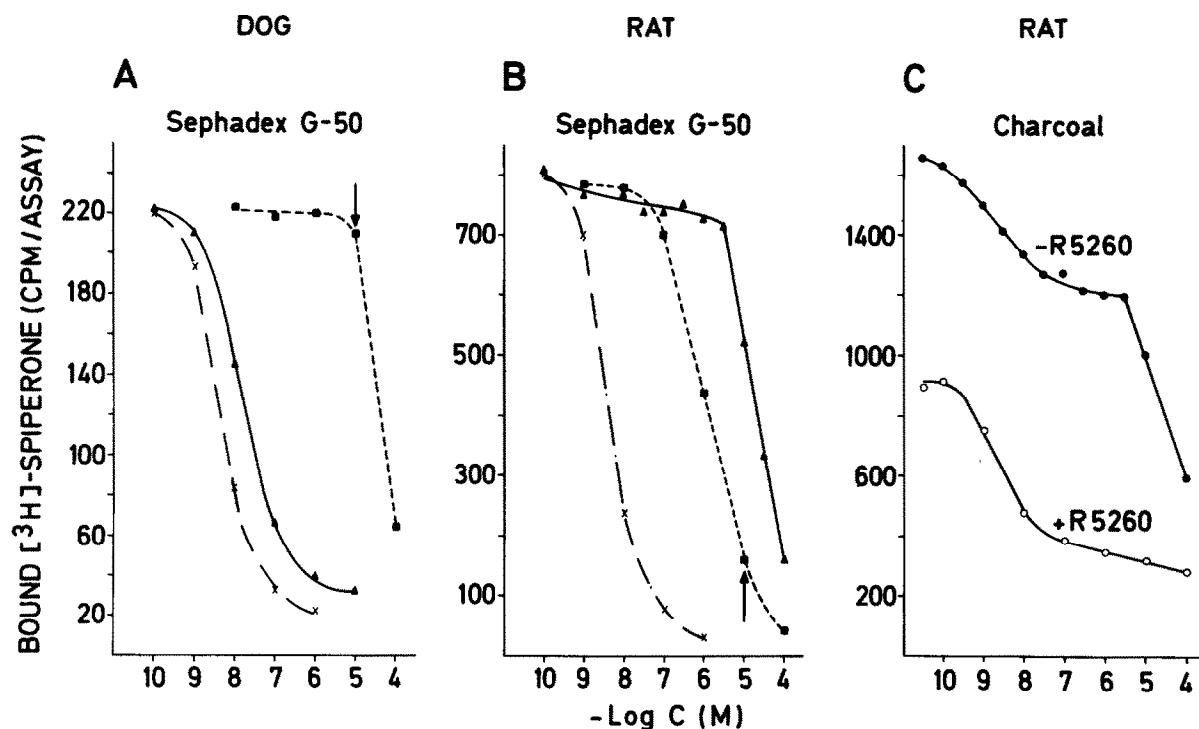 DOG
RAT
RAT
A
B
C
Sephadex G-50
Sephadex G-50
Charcoal
BOUND [³H]-SPIPERONE (CPM/ASSAY)
220
180
140
100
60
20
10 9 8 7 6 5 4
700
500
300
100
10 9 8 7 6 5 4
1400
1000
600
200
-R5260
+R5260
10 9 8 7 6 5 4
-Log C (M)